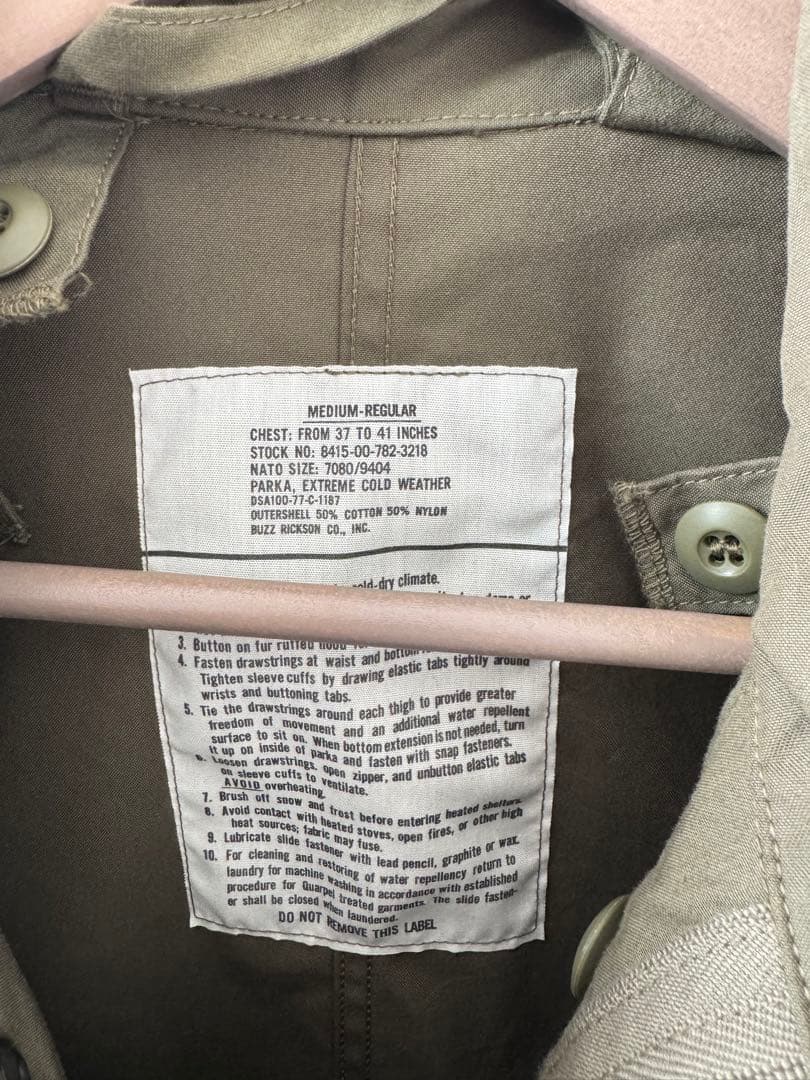 MEDIUM-REGULAR
CHEST: FROM 37 TO 41 INCHES
STOCK NO: 8415-00-782-3218
NATO SIZE: 7080/9404
PARKA, EXTREME COLD WEATHER
DSA100-77-C-1187
OUTERSHELL 50% COTTON 50% NYLON
BUZZ RICKSON CO., INC.
cold-dry climate.
3. Button on fur ruffed hood
4. Fasten drawstrings at waist and bottom
Tighten sleeve cuffs by drawing elastic tabs tightly around
wrists and buttoning tabs.
5. Tie the drawstrings around each thigh to provide greater
freedom of movement and an additional water repellent
surface to sit on. When bottom extension is not needed, turn
it up on inside of parka and fasten with snap fasteners.
6. Loosen drawstrings, open zipper, and unbutton elastic tabs
on sleeve cuffs to ventilate.
AVOID overheating.
7. Brush off snow and frost before entering heated shelters.
8. Avoid contact with heated stoves, open fires, or other high
heat sources; fabric may fuse.
9. Lubricate slide fastener with lead pencil, graphite or wax.
10. For cleaning and restoring of water repellency return to
laundry for machine washing in accordance with established
procedure for Quarpel treated garments. The slide fasten-
er shall be closed when laundered.
DO NOT REMOVE THIS LABEL